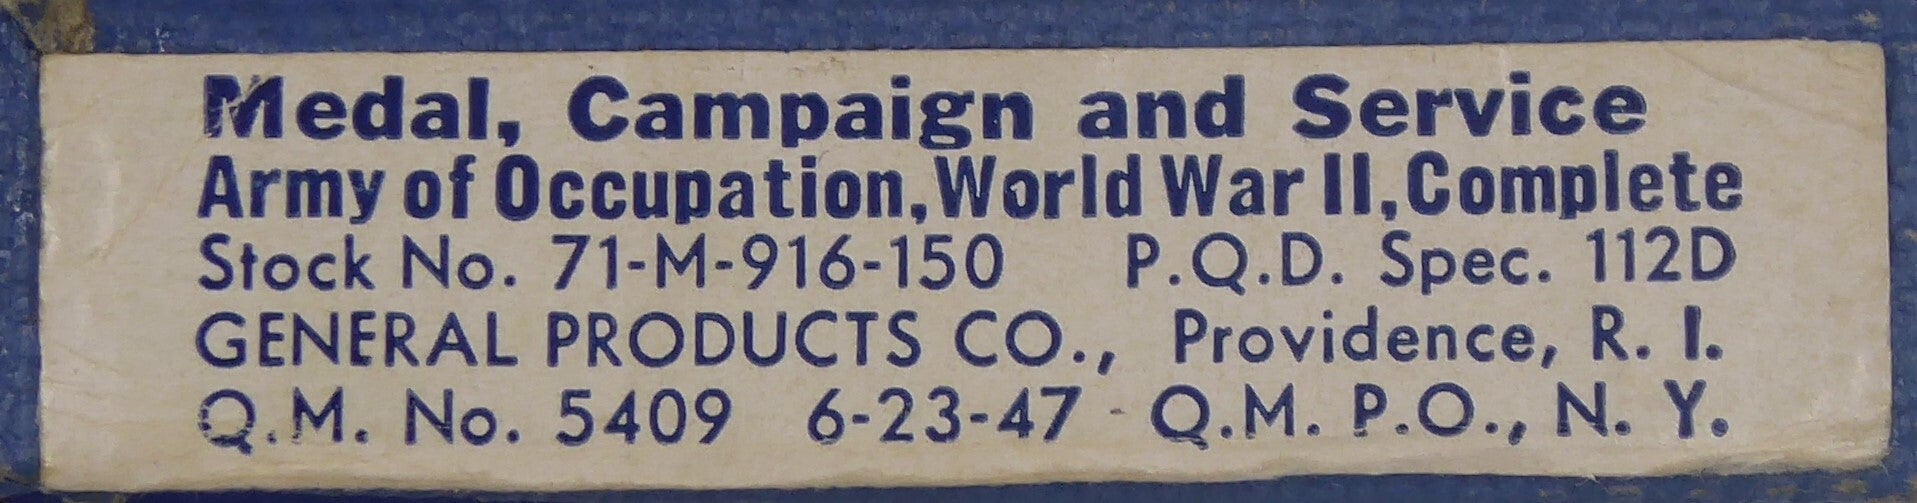 Medal, Campaign and Service
Army of Occupation, World War II, Complete
Stock No. 71-M-916-150 P.Q.D. Spec. 112D
GENERAL PRODUCTS CO., Providence, R. I.
Q.M. No. 5409 6-23-47 Q.M. P.O., N. Y.